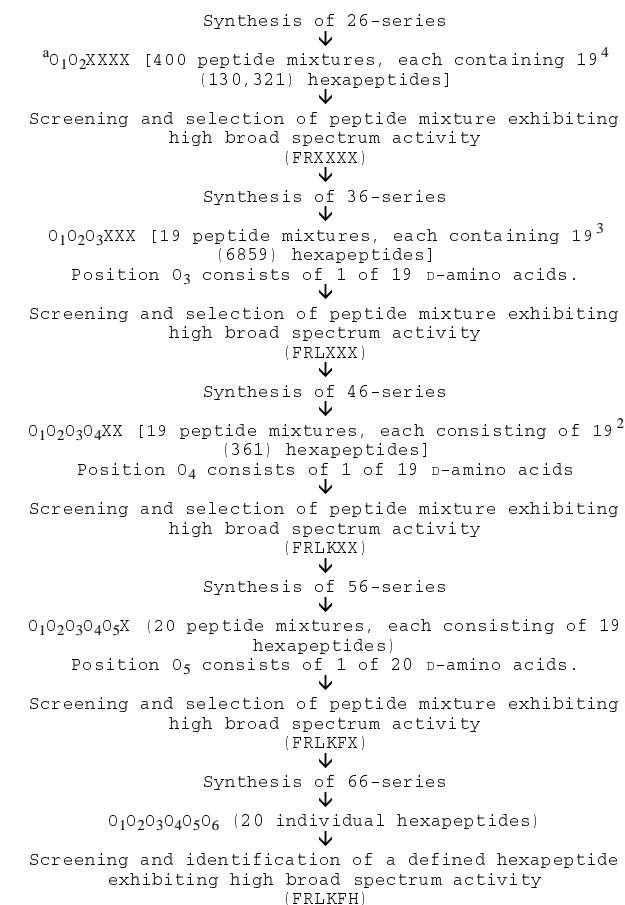 Synthesis of 26-series
↓
ᵃO₁O₂XXXX [400 peptide mixtures, each containing 19⁴
(130,321) hexapeptides]
↓
Screening and selection of peptide mixture exhibiting
high broad spectrum activity
(FRXXXX)
↓
Synthesis of 36-series
↓
O₁O₂O₃XXX [19 peptide mixtures, each containing 19³
(6859) hexapeptides]
Position O₃ consists of 1 of 19 D-amino acids.
↓
Screening and selection of peptide mixture exhibiting
high broad spectrum activity
(FRLXXX)
↓
Synthesis of 46-series
↓
O₁O₂O₃O₄XX [19 peptide mixtures, each consisting of 19²
(361) hexapeptides]
Position O₄ consists of 1 of 19 D-amino acids
↓
Screening and selection of peptide mixture exhibiting
high broad spectrum activity
(FRLKXX)
↓
Synthesis of 56-series
↓
O₁O₂O₃O₄O₅X (20 peptide mixtures, each consisting of 19
hexapeptides)
Position O₅ consists of 1 of 20 D-amino acids.
↓
Screening and selection of peptide mixture exhibiting
high broad spectrum activity
(FRLKFX)
↓
Synthesis of 66-series
↓
O₁O₂O₃O₄O₅O₆ (20 individual hexapeptides)
↓
Screening and identification of a defined hexapeptide
exhibiting high broad spectrum activity
(FRLKFH)